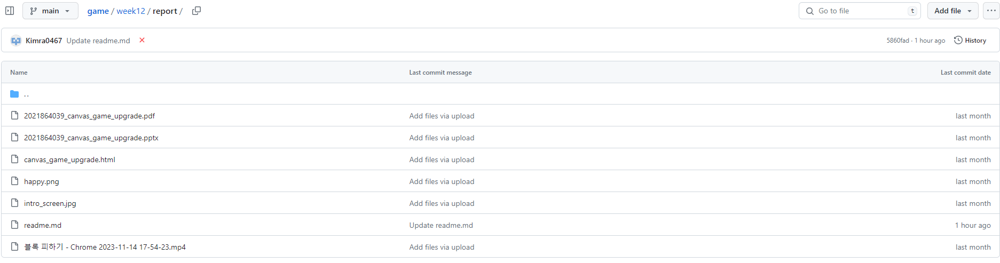 main game / week12 / report / Go to file t Add file
Kimra0467 Update readme.md 5860fad · 1 hour ago History
Name Last commit message Last commit date
..
2021864039_canvas_game_upgrade.pdf Add files via upload last month
2021864039_canvas_game_upgrade.pptx Add files via upload last month
canvas_game_upgrade.html Add files via upload last month
happy.png Add files via upload last month
intro_screen.jpg Add files via upload last month
readme.md Update readme.md 1 hour ago
블록 피하기 - Chrome 2023-11-14 17-54-23.mp4 Add files via upload last month